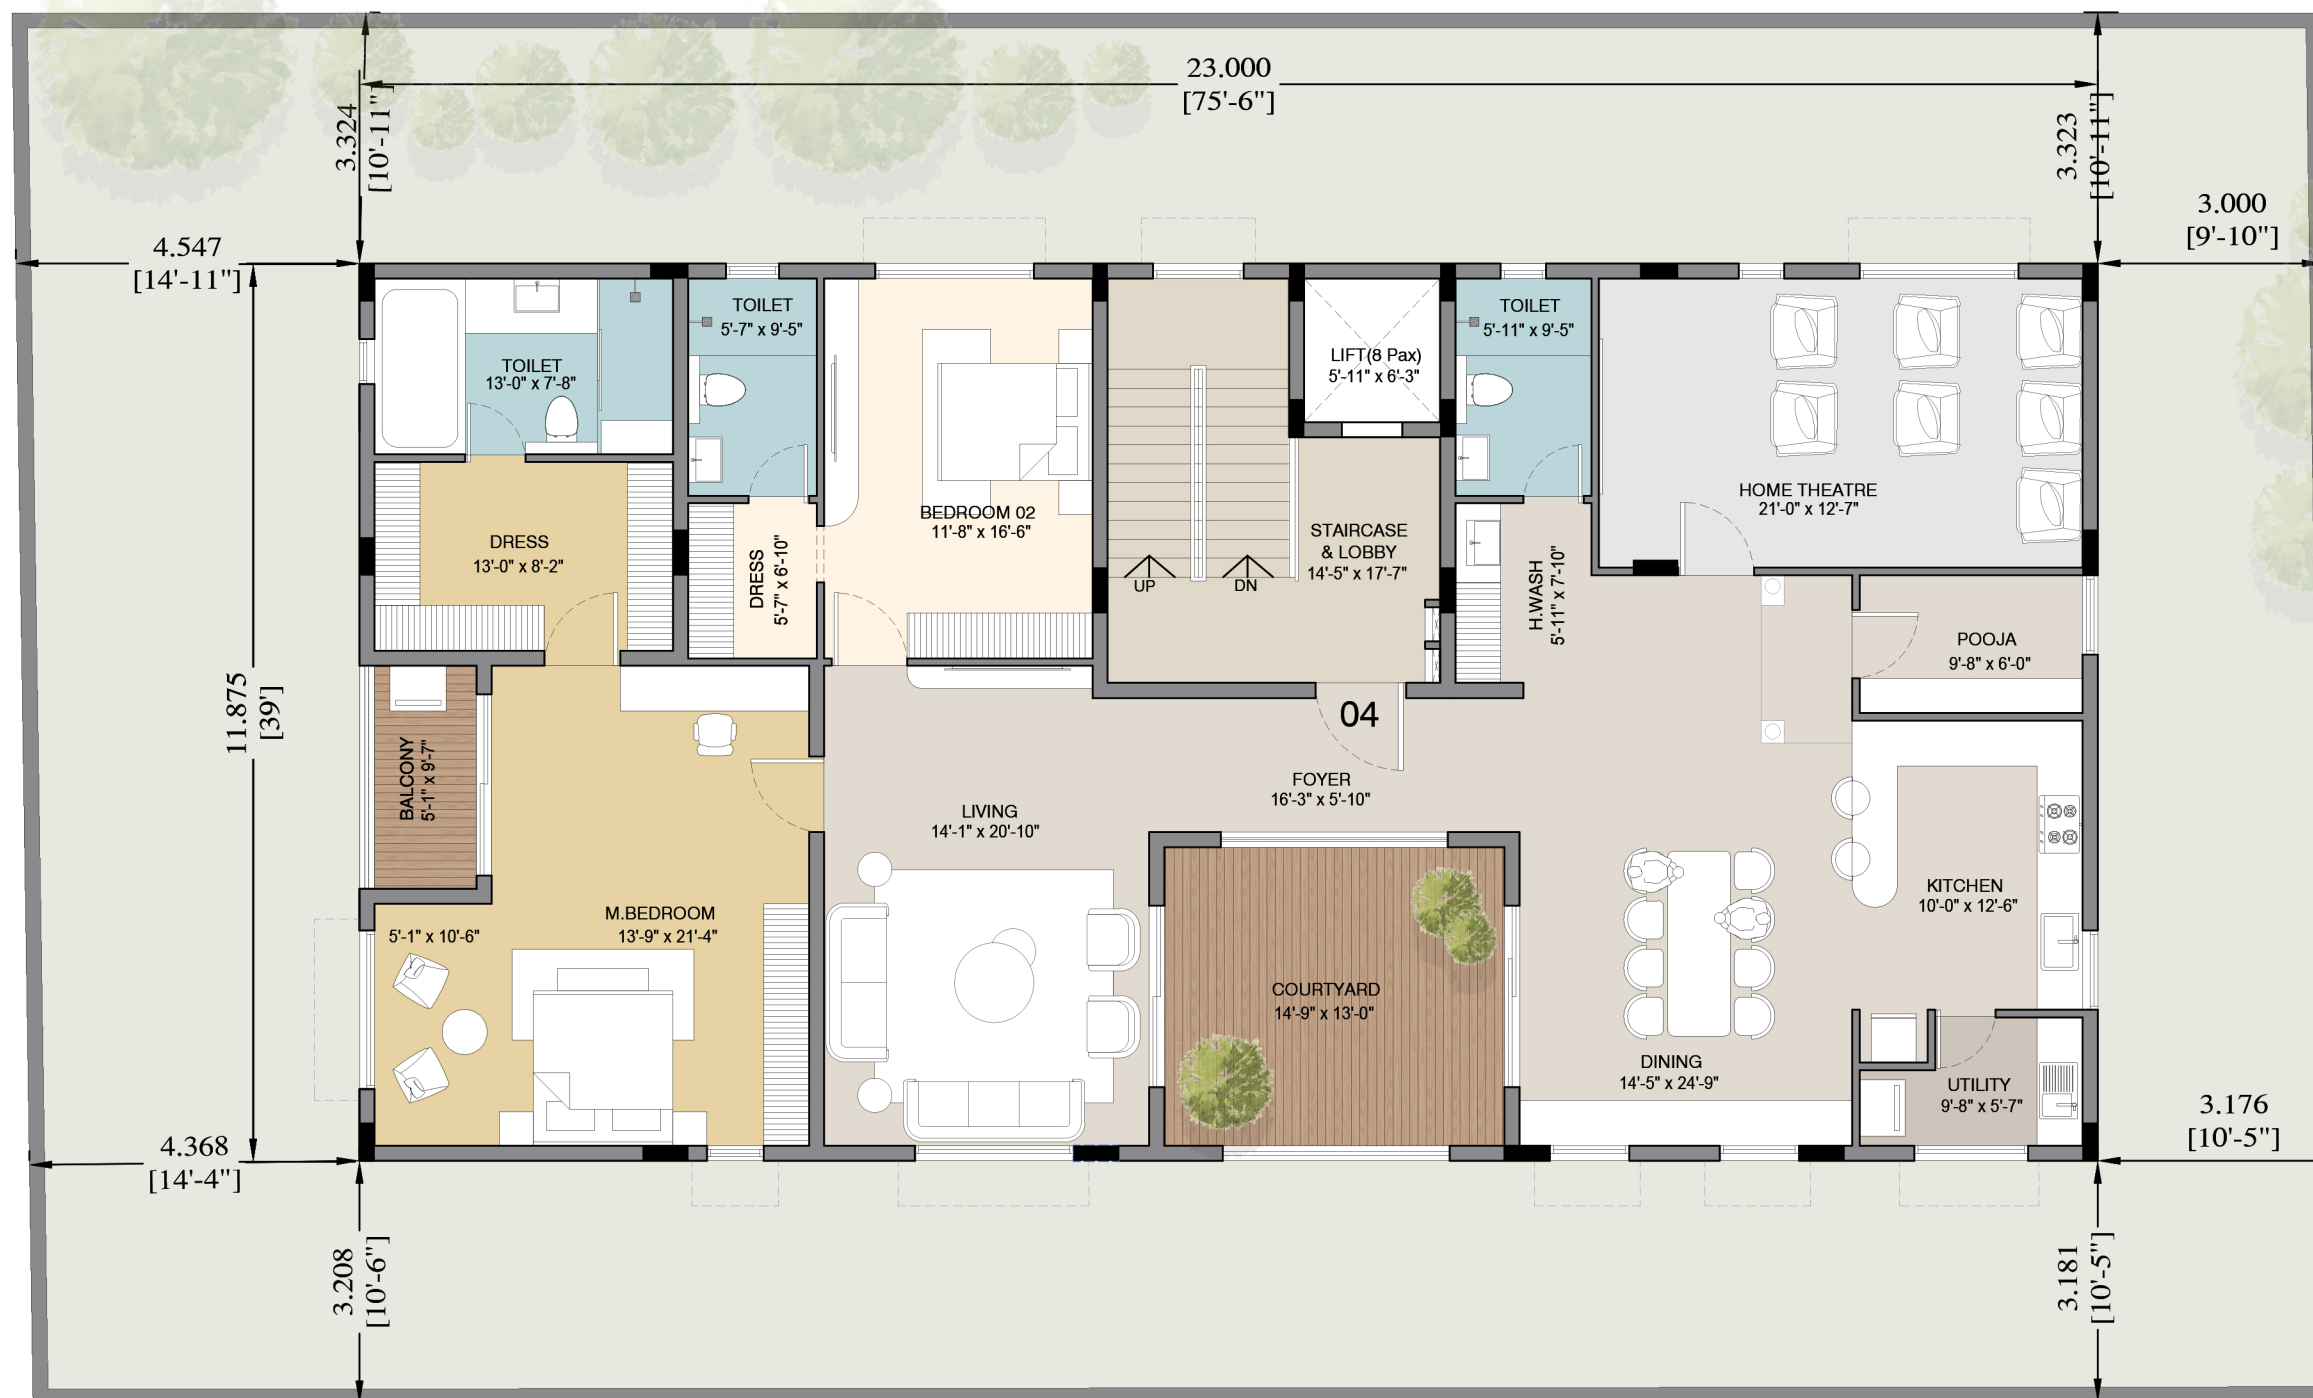 23.000
[75'-6"]
3.324
[10'-11"]
3.323
[10'-11"]
4.547
[14'-11"]
3.000
[9'-10"]
TOILET
13'-0" x 7'-8"
TOILET
5'-7" x 9'-5"
LIFT(8 Pax)
5'-11" x 6'-3"
TOILET
5'-11" x 9'-5"
HOME THEATRE
21'-0" x 12'-7"
BEDROOM 02
11'-8" x 16'-6"
DRESS
13'-0" x 8'-2"
DRESS
5'-7" x 6'-10"
STAIRCASE
& LOBBY
14'-5" x 17'-7"
UP
DN
H.WASH
5'-11" x 7'-10"
POOJA
9'-8" x 6'-0"
11.875
[39']
04
BALCONY
5'-1" x 9'-7"
FOYER
16'-3" x 5'-10"
LIVING
14'-1" x 20'-10"
KITCHEN
10'-0" x 12'-6"
M.BEDROOM
13'-9" x 21'-4"
5'-1" x 10'-6"
COURTYARD
14'-9" x 13'-0"
DINING
14'-5" x 24'-9"
UTILITY
9'-8" x 5'-7"
4.368
[14'-4"]
3.176
[10'-5"]
3.208
[10'-6"]
3.181
[10'-5"]